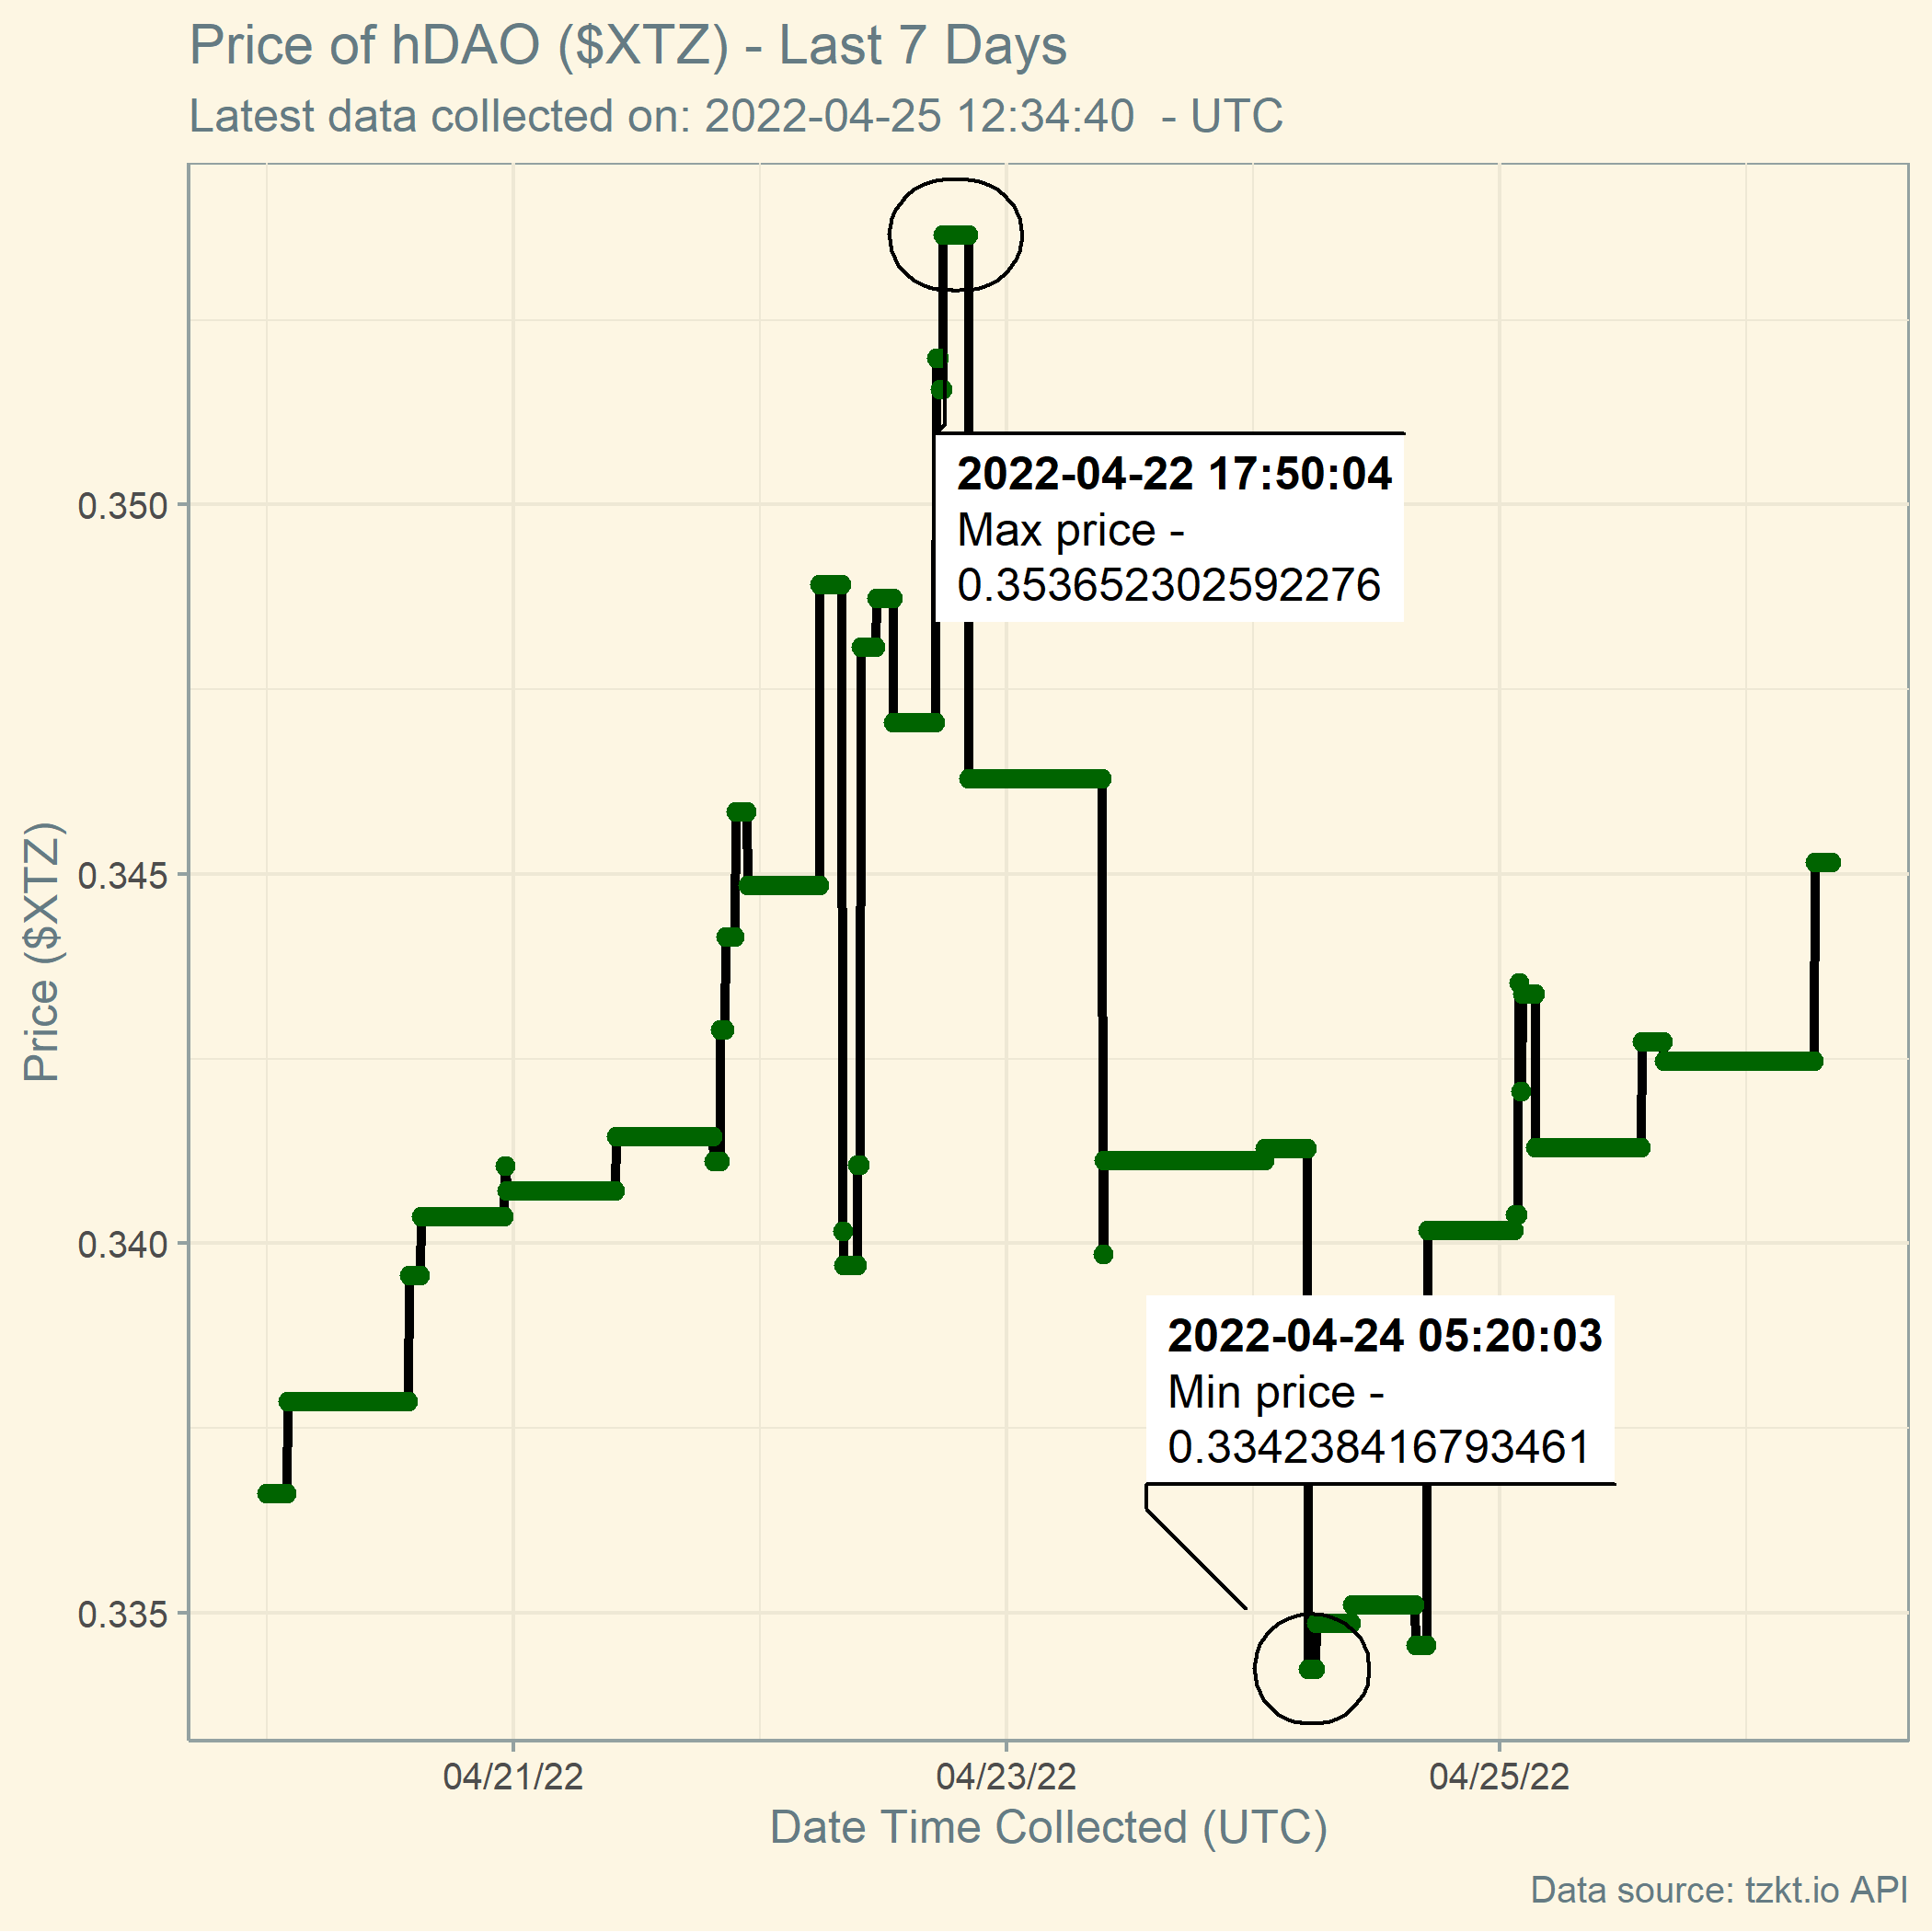 Price of hDAO ($XTZ) - Last 7 Days
Latest data collected on: 2022-04-25 12:34:40  - UTC
2022-04-22 17:50:04
Max price -
0.353652302592276
2022-04-24 05:20:03
Min price -
0.334238416793461
Price ($XTZ)
0.350
0.345
0.340
0.335
04/21/22
04/23/22
04/25/22
Date Time Collected (UTC)
Data source: tzkt.io API